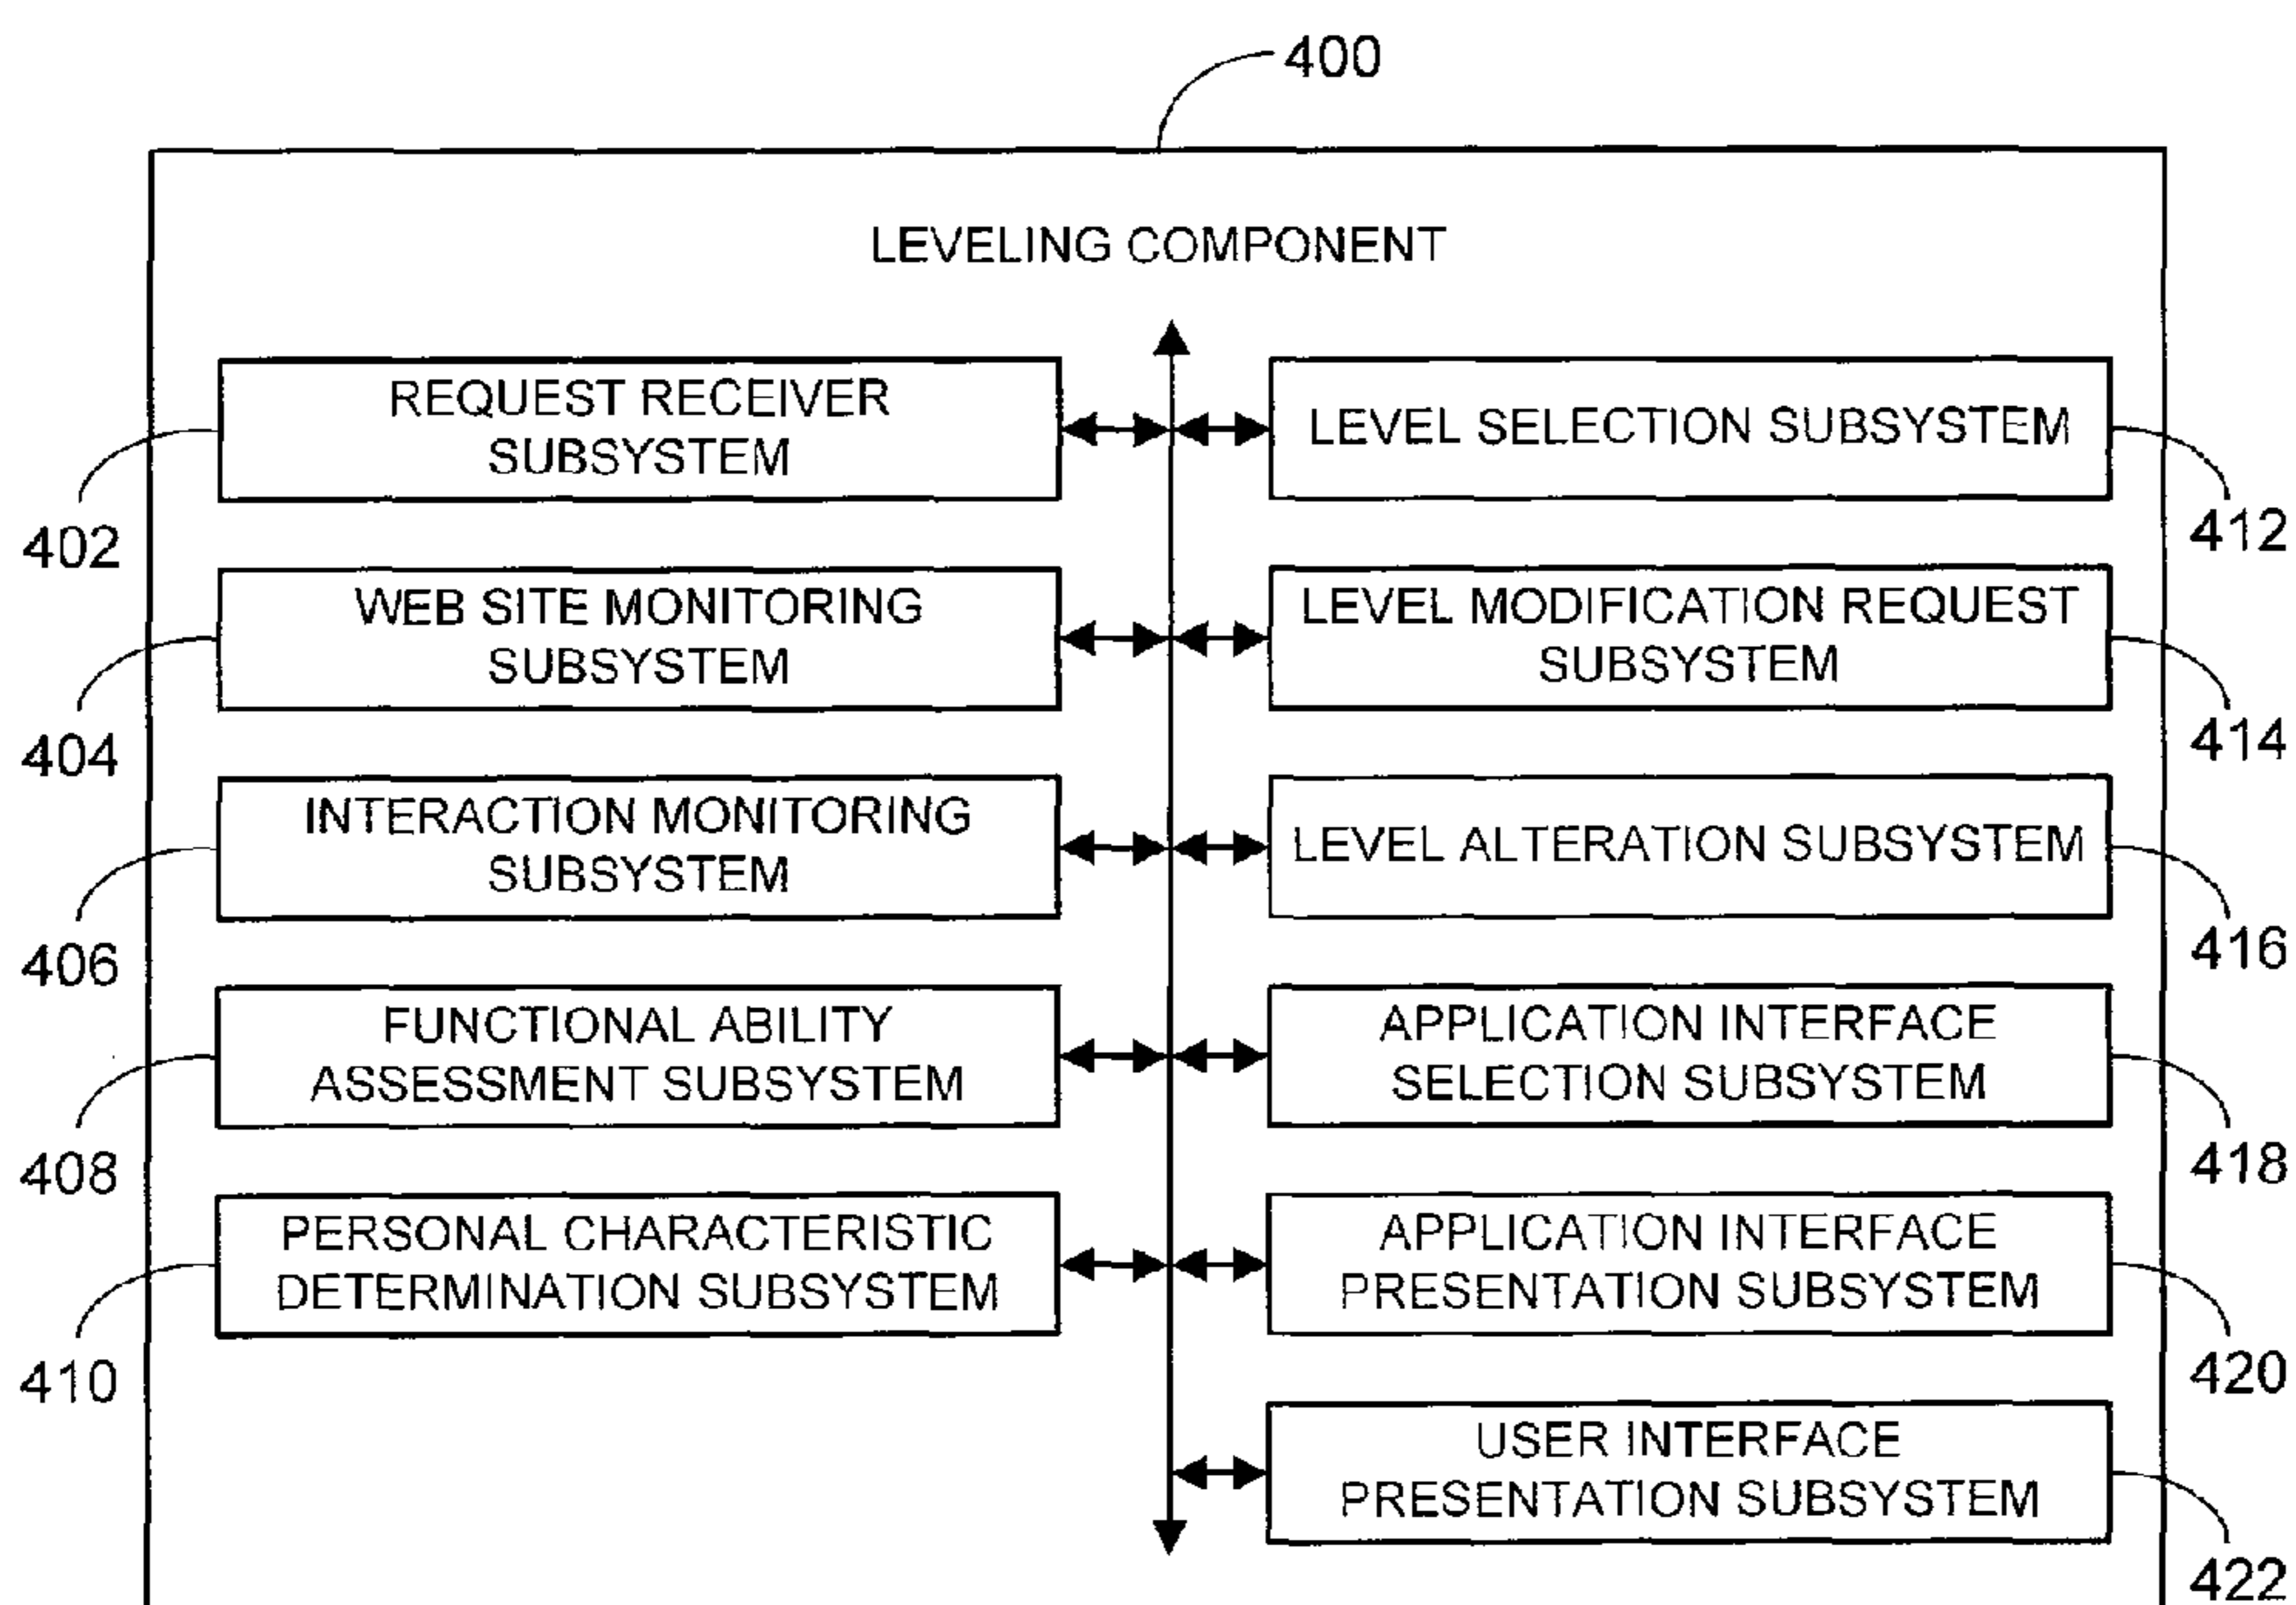 400
LEVELING COMPONENT
REQUEST RECEIVER
SUBSYSTEM
402
WEB SITE MONITORING
SUBSYSTEM
404
INTERACTION MONITORING
SUBSYSTEM
406
FUNCTIONAL ABILITY
ASSESSMENT SUBSYSTEM
408
PERSONAL CHARACTERISTIC
DETERMINATION SUBSYSTEM
410
LEVEL SELECTION SUBSYSTEM
412
LEVEL MODIFICATION REQUEST
SUBSYSTEM
414
LEVEL ALTERATION SUBSYSTEM
416
APPLICATION INTERFACE
SELECTION SUBSYSTEM
418
APPLICATION INTERFACE
PRESENTATION SUBSYSTEM
420
USER INTERFACE
PRESENTATION SUBSYSTEM
422